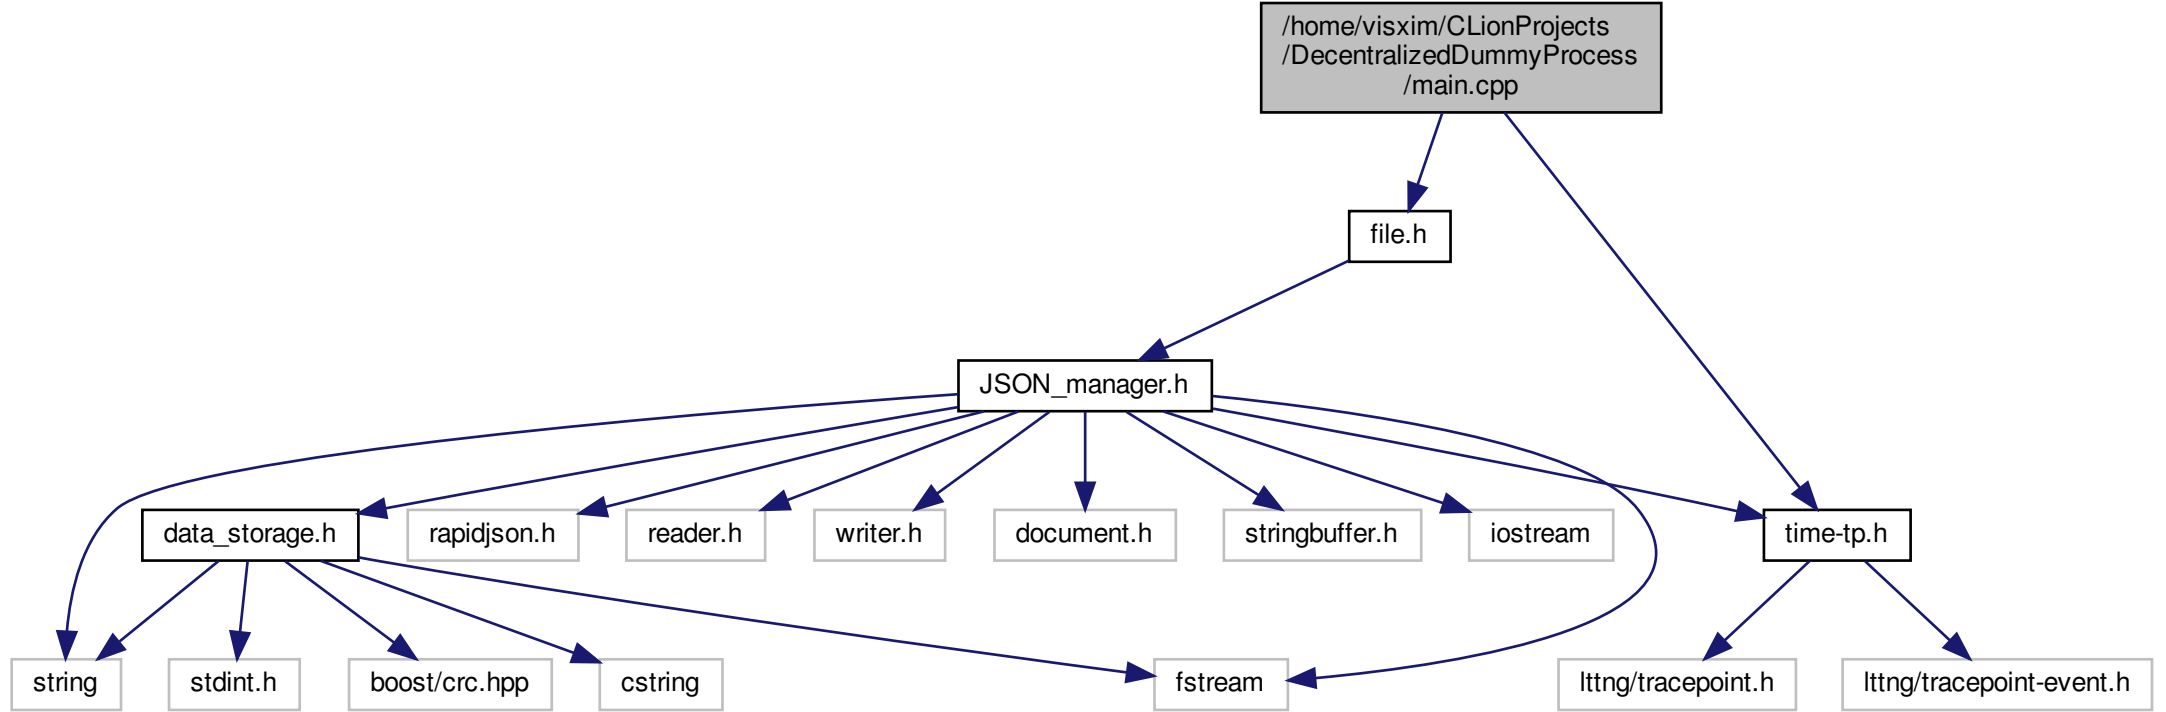 /home/visxim/CLionProjects
/DecentralizedDummyProcess
/main.cpp
file.h
JSON_manager.h
data_storage.h
rapidjson.h
reader.h
writer.h
document.h
stringbuffer.h
iostream
time-tp.h
string
stdint.h
boost/crc.hpp
cstring
fstream
lttng/tracepoint.h
lttng/tracepoint-event.h